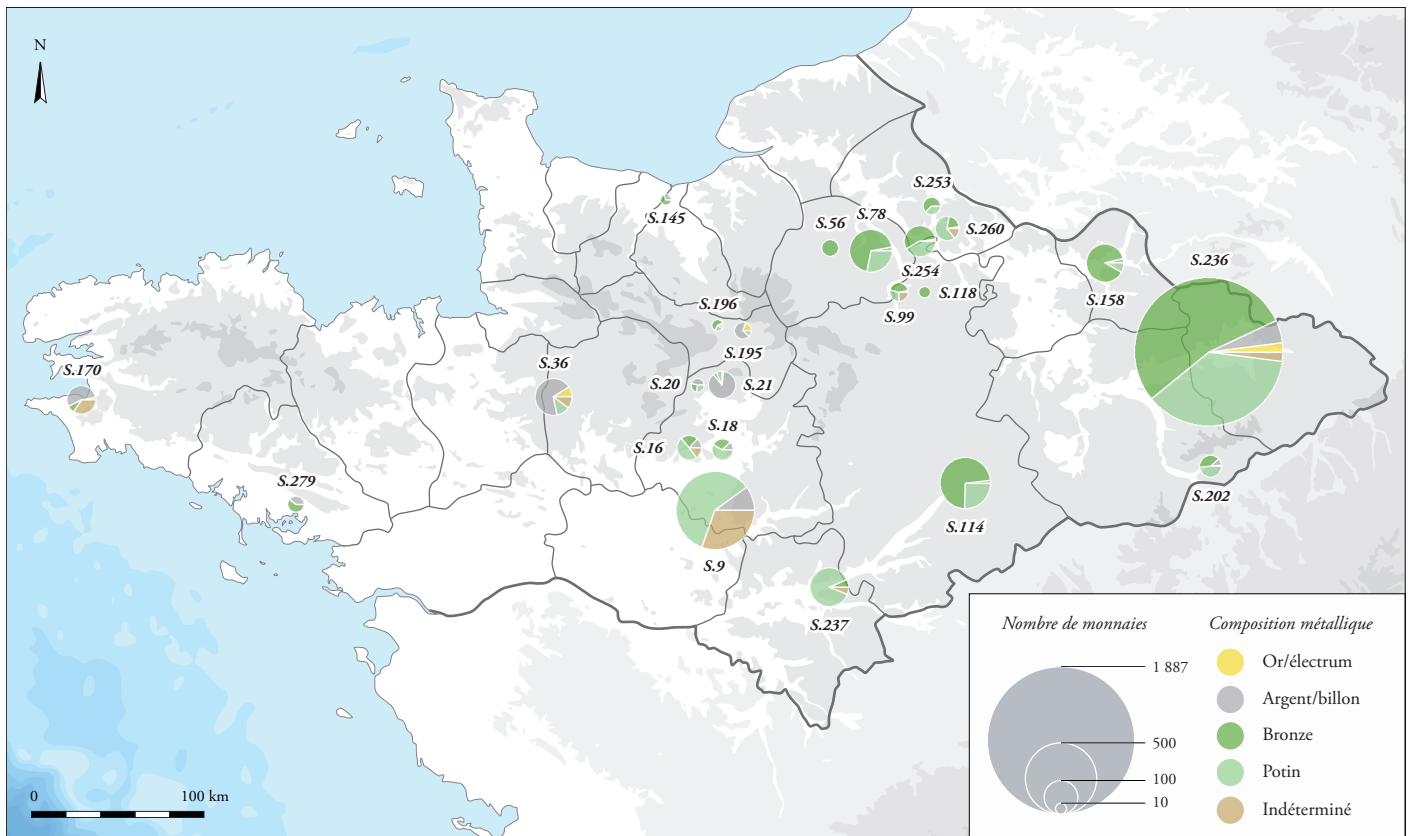 N
S.253
S.56
S.78
S.260
S.145
S.254
S.236
S.118
S.158
S.99
S.196
S.195
S.36
S.170
S.20
S.21
S.18
S.16
S.279
S.202
S.114
S.9
S.237
0
100 km
Nombre de monnaies
1 887
500
100
10
Composition métallique
Or/électrum
Argent/billon
Bronze
Potin
Indéterminé